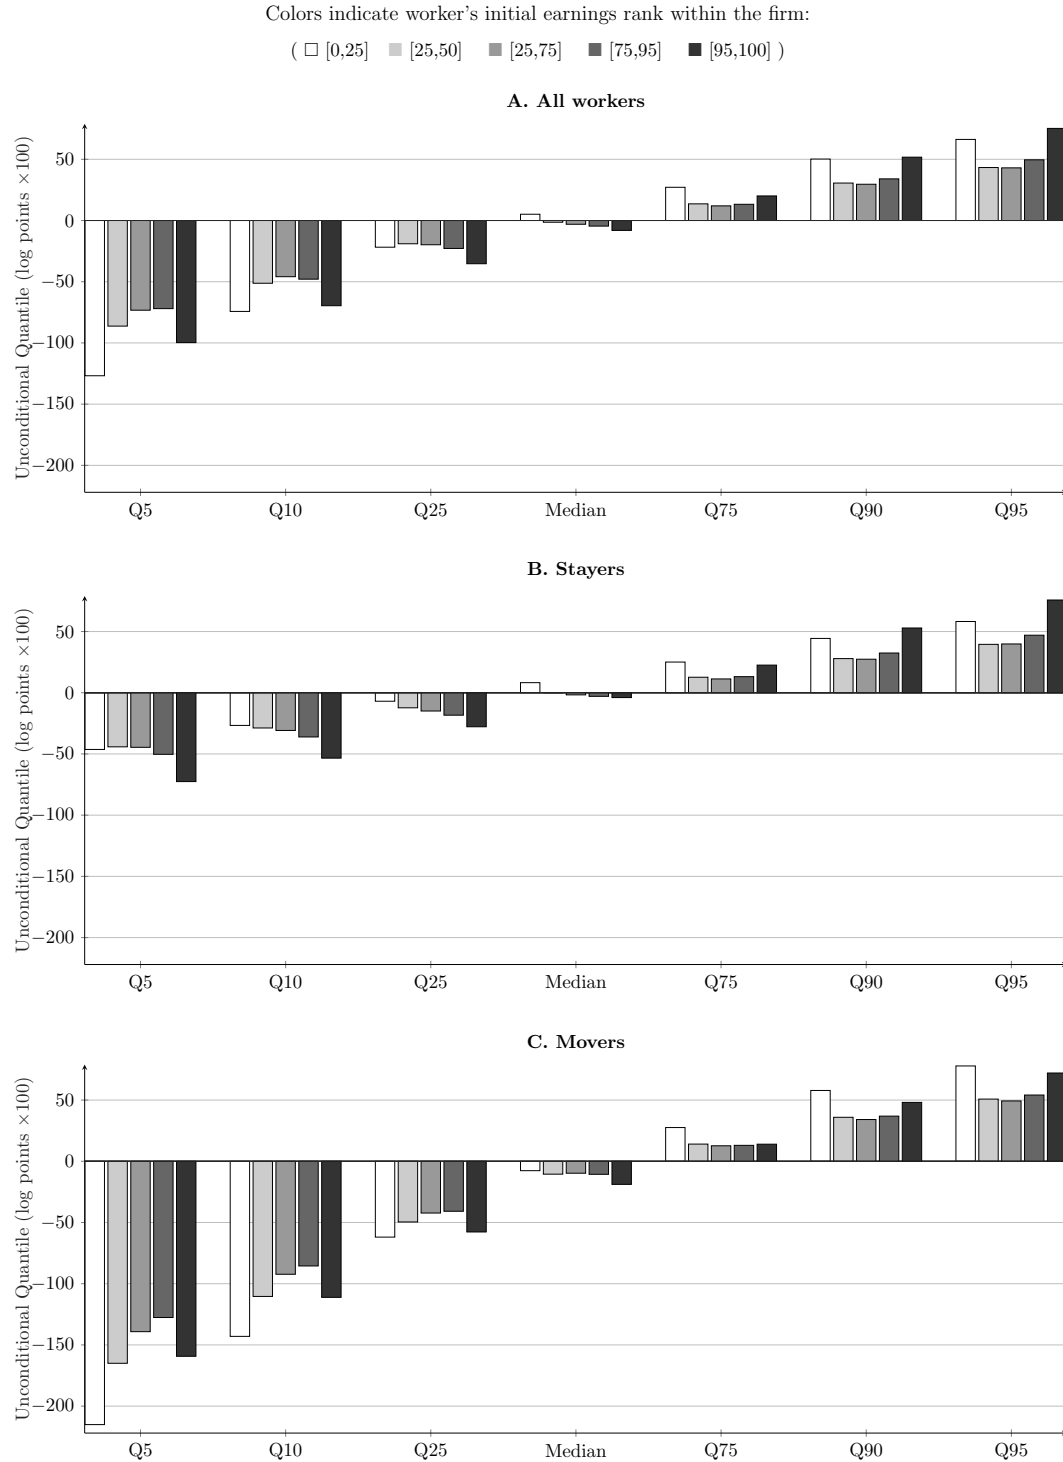 Colors indicate worker's initial earnings rank within the firm:
( [0,25] [25,50] [25,75] [75,95] [95,100] )
A. All workers
Unconditional Quantile (log points ×100)
50
0
−50
−100
−150
−200
Q5 Q10 Q25 Median Q75 Q90 Q95
B. Stayers
Unconditional Quantile (log points ×100)
50
0
−50
−100
−150
−200
Q5 Q10 Q25 Median Q75 Q90 Q95
C. Movers
Unconditional Quantile (log points ×100)
50
0
−50
−100
−150
−200
Q5 Q10 Q25 Median Q75 Q90 Q95